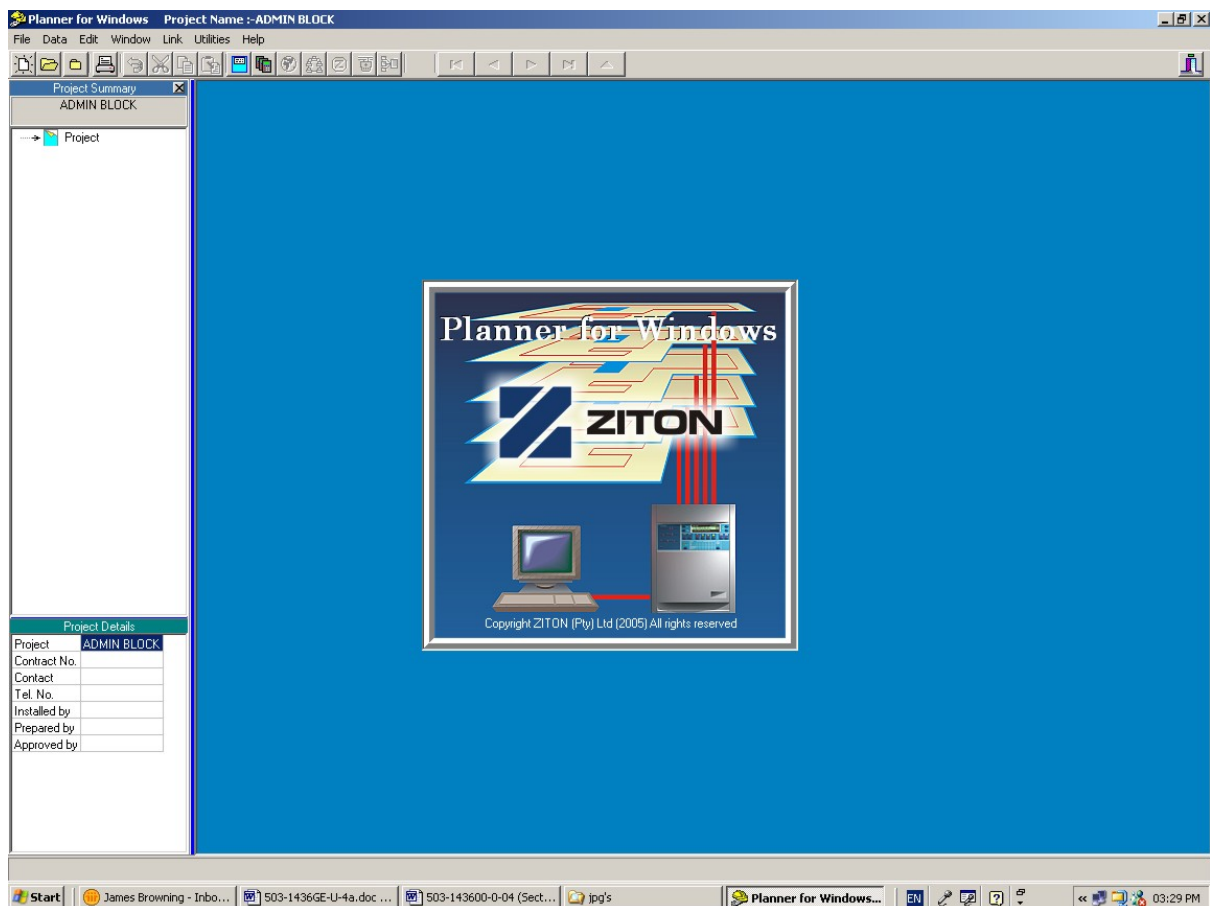 Planner for Windows Project Name :-ADMIN BLOCK
File Data Edit Window Link Utilities Help
Project Summary
ADMIN BLOCK
Project
Planner for Windows
ZITON
Copyright ZITON (Pty) Ltd (2005) All rights reserved
Project Details
Project ADMIN BLOCK
Contract No.
Contact
Tel. No.
Installed by
Prepared by
Approved by
Start James Browning - Inbo... 503-1436GE-U-4a.doc ... 503-143600-0-04 (Sect... jpg's Planner for Windows... EN 03:29 PM